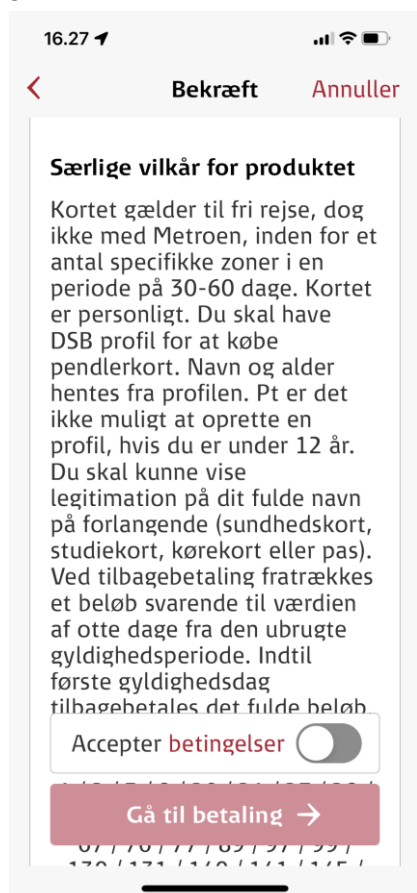 16.27
Bekræft
Annuller
Særlige vilkår for produktet
Kortet gælder til fri rejse, dog
ikke med Metroen, inden for et
antal specifikke zoner i en
periode på 30-60 dage. Kortet
er personligt. Du skal have
DSB profil for at købe
pendlerkort. Navn og alder
hentes fra profilen. Pt er det
ikke muligt at oprette en
profil, hvis du er under 12 år.
Du skal kunne vise
legitimation på dit fulde navn
på forlangende (sundhedskort,
studiekort, kørekort eller pas).
Ved tilbagebetaling fratrækkes
et beløb svarende til værdien
af otte dage fra den ubrugte
gyldighedsperiode. Indtil
første gyldighedsdag
tilbagebetales det fulde beløb.
Accepter betingelser
Gå til betaling →